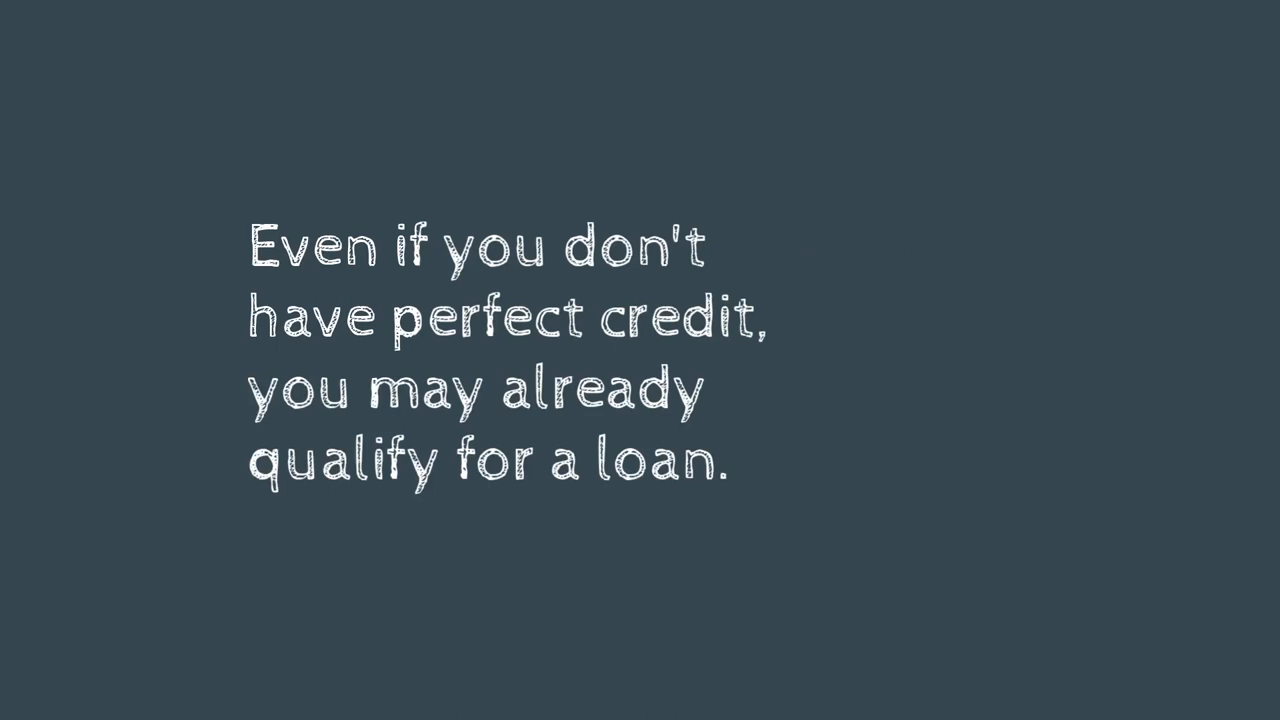 Even if you don't
have perfect credit,
you may already
qualify for a loan.